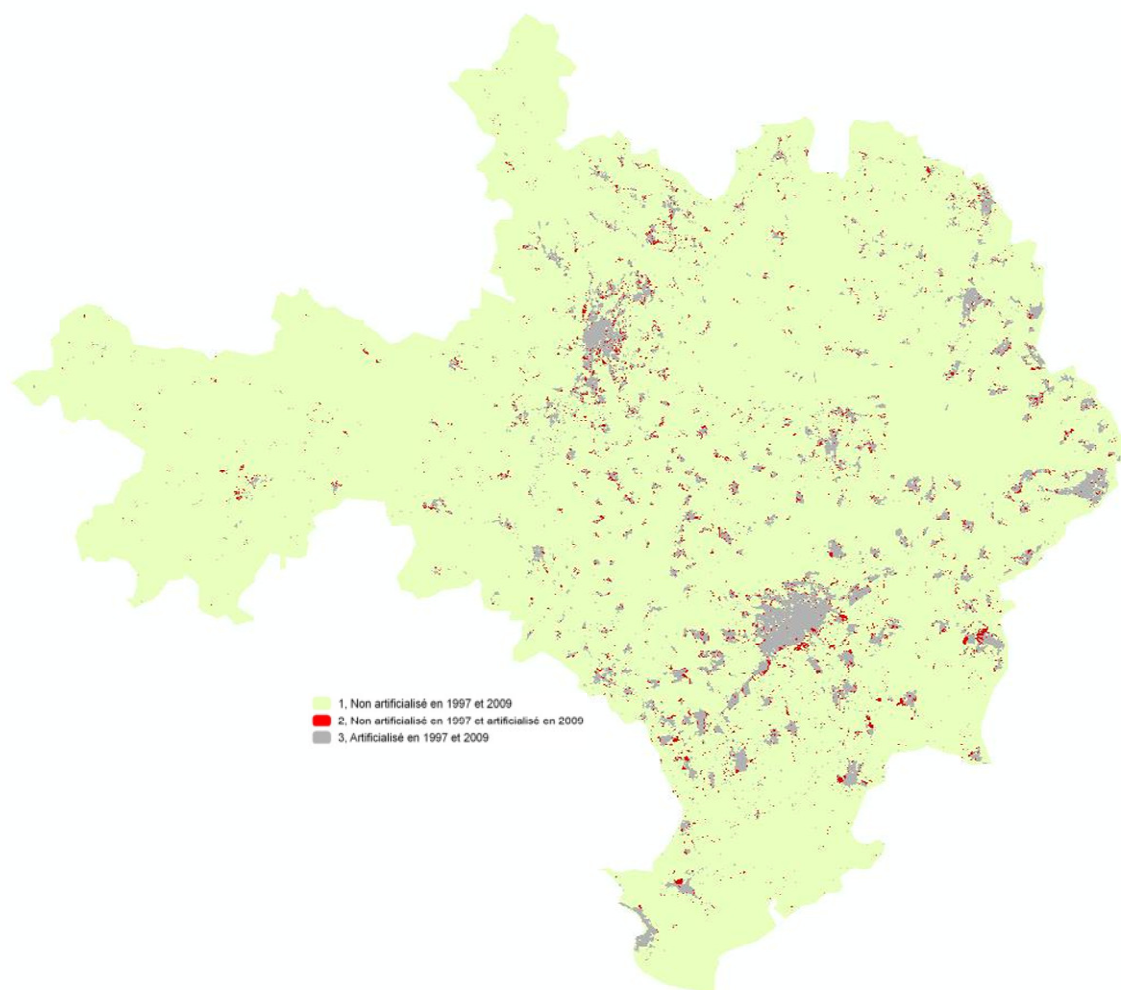 1, Non artificialisé en 1997 et 2009
2, Non artificialisé en 1997 et artificialisé en 2009
3, Artificialisé en 1997 et 2009